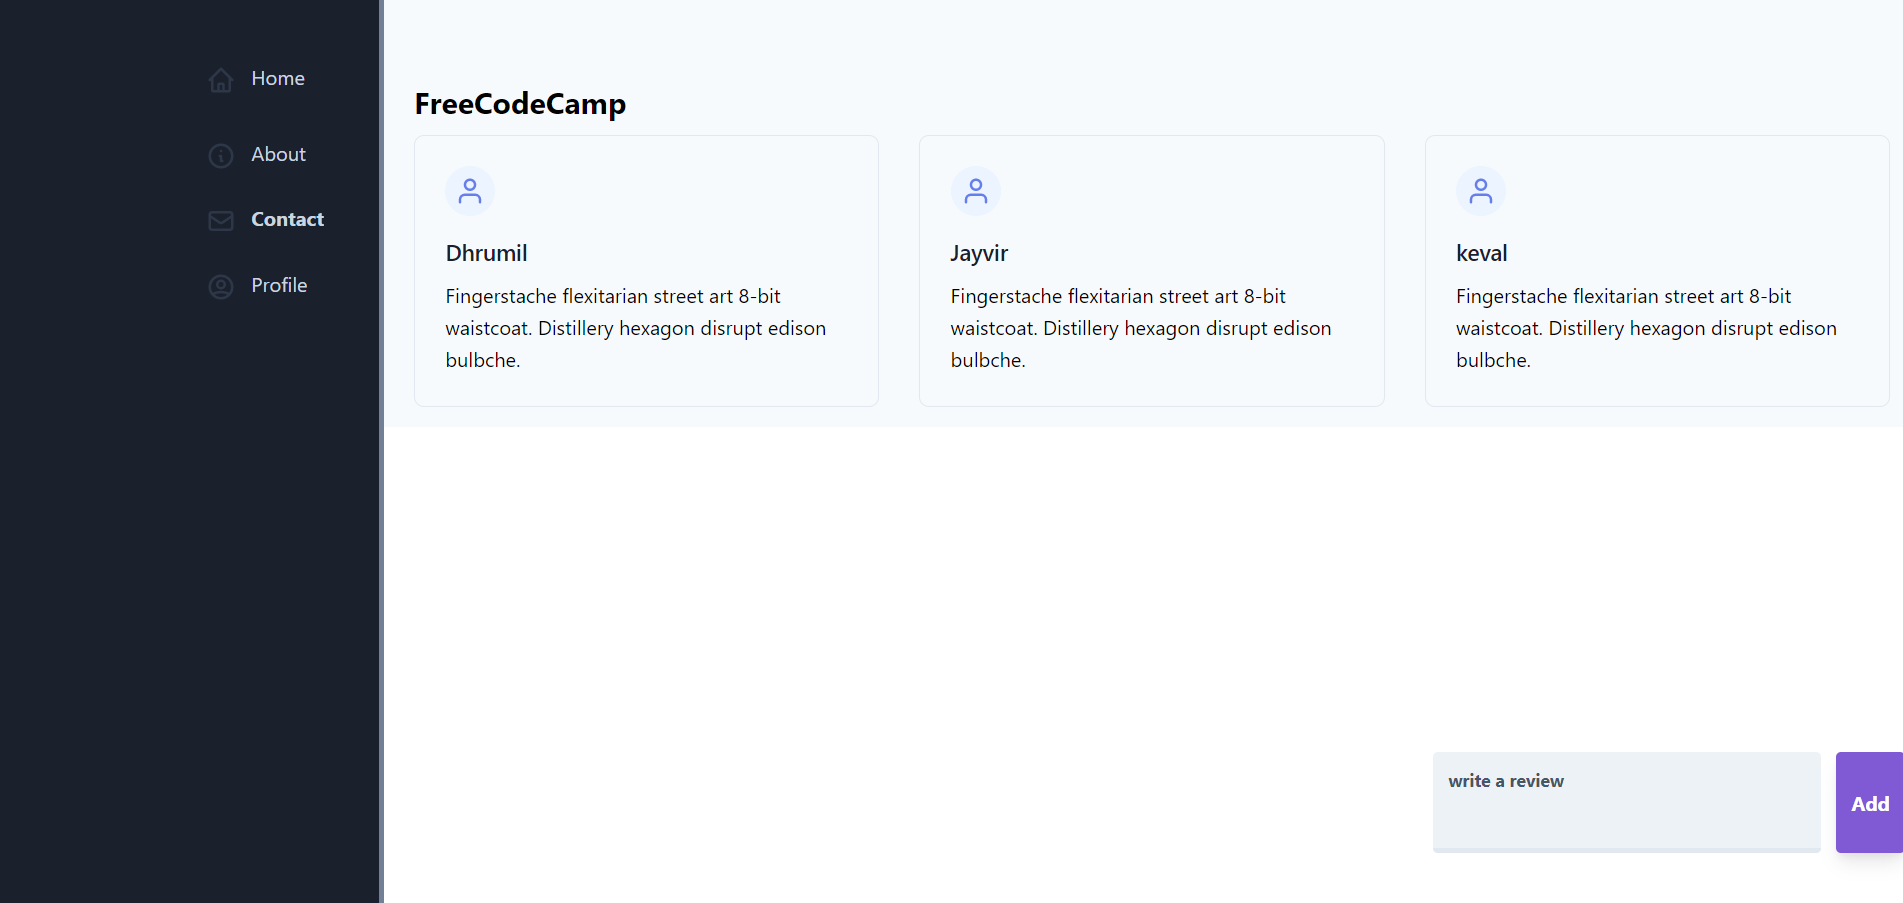 Home
About
Contact
Profile
FreeCodeCamp
Dhrumil
Fingerstache flexitarian street art 8-bit
waistcoat. Distillery hexagon disrupt edison
bulbche.
Jayvir
Fingerstache flexitarian street art 8-bit
waistcoat. Distillery hexagon disrupt edison
bulbche.
keval
Fingerstache flexitarian street art 8-bit
waistcoat. Distillery hexagon disrupt edison
bulbche.
write a review
Add